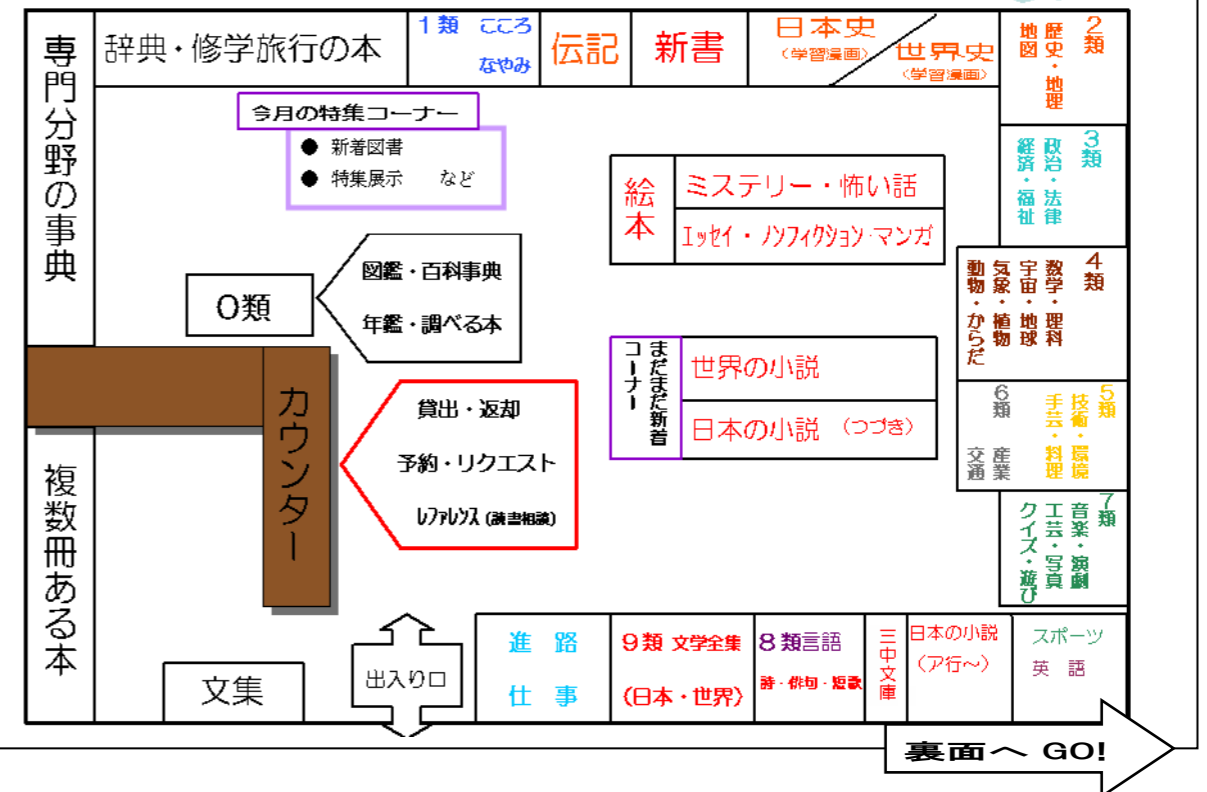 専門分野の事典
辞典・修学旅行の本
1類 こころ
なやみ
伝記
新書
日本史
(学習漫画)
世界史
(学習漫画)
2類
歴史・地理
地図
今月の特集コーナー
● 新着図書
● 特集展示 など
3類
政治・法律
経済・福祉
絵本
ミステリー・怖い話
エッセイ・ノンフィクション・マンガ
4類
数学・理科
宇宙・地球
気象・植物
動物・からだ
0類
図鑑・百科事典
年鑑・調べる本
まだまだ新着
コーナー
世界の小説
日本の小説 (つづき)
5類
技術・環境
手芸・料理
6類
産業
交通
カウンター
貸出・返却
予約・リクエスト
レファレンス(読書相談)
7類
音楽・演劇
工芸・写真
クイズ・遊び
複数冊ある本
文集
出入り口
進路
仕事
9類 文学全集
(日本・世界)
8類言語
詩・俳句・短歌
三中文庫
日本の小説
(ア行~)
スポーツ
英語
裏面へ GO!